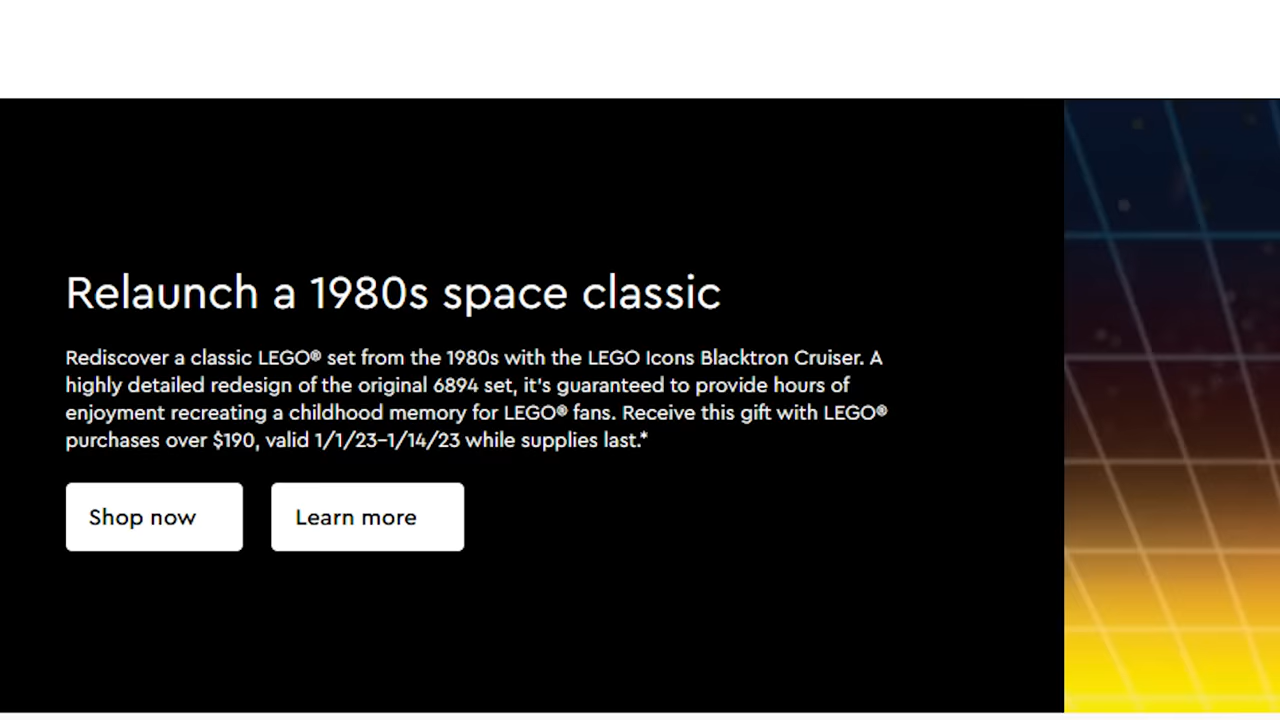 Relaunch a 1980s space classic
Rediscover a classic LEGO® set from the 1980s with the LEGO Icons Blacktron Cruiser. A
highly detailed redesign of the original 6894 set, it's guaranteed to provide hours of
enjoyment recreating a childhood memory for LEGO® fans. Receive this gift with LEGO®
purchases over $190, valid 1/1/23–1/14/23 while supplies last.*
Shop now
Learn more